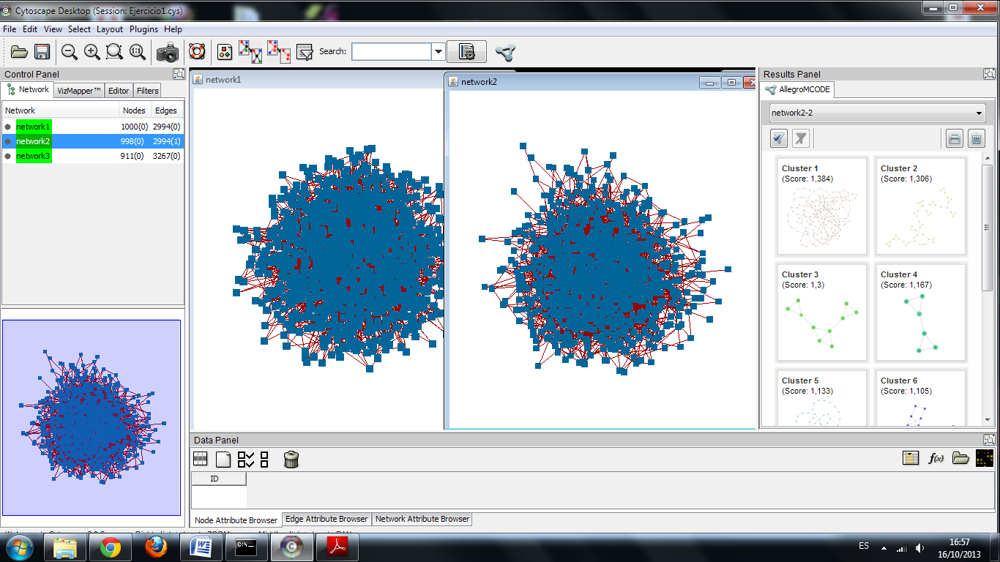 Cytoscape Desktop (Session: Ejercicio1.cys)
File Edit View Select Layout Plugins Help
Search:
Control Panel
Network VizMapper™ Editor Filters
Network Nodes Edges
network1 1000(0) 2994(0)
network2 998(0) 2994(1)
network3 911(0) 3267(0)
network1
network2
Results Panel
AllegroMCODE
network2-2
Cluster 1
(Score: 1,384)
Cluster 2
(Score: 1,306)
Cluster 3
(Score: 1,3)
Cluster 4
(Score: 1,167)
Cluster 5
(Score: 1,133)
Cluster 6
(Score: 1,105)
Data Panel
f(x)
ID
Node Attribute Browser Edge Attribute Browser Network Attribute Browser
ES
16:57
16/10/2013